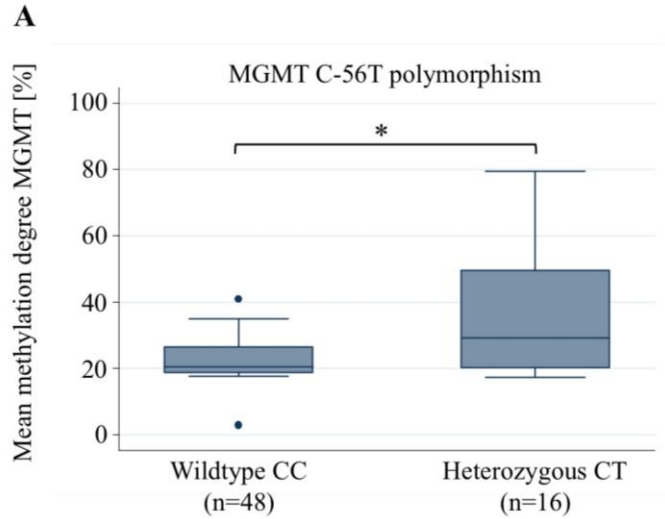 A
MGMT C-56T polymorphism
Mean methylation degree MGMT [%]
100
80
60
40
20
0
*
Wildtype CC
(n=48)
Heterozygous CT
(n=16)